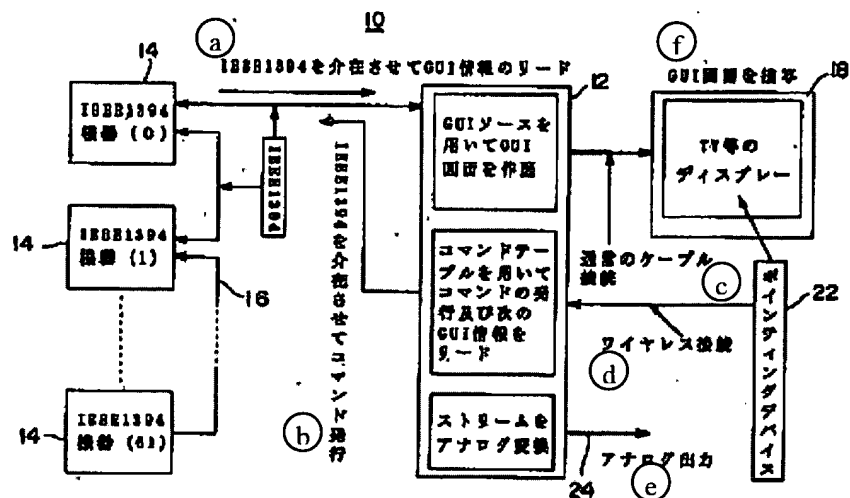 10
a
IEEE1394を介在させてGUI情報のリード
14
IEEE1394
機器 (0)
IEEE1394
14
IEEE1394
機器 (1)
16
14
IEEE1394
機器 (61)
b
IEEE1394を介在させてコマンド発行
12
GUIソースを
用いてGUI
画面を作画
コマンドテー
ブルを用いて
コマンドの発
行及び次の
GUI情報を
リード
ストリームを
アナログ変換
f
GUI画面を描写
18
TV等の
ディスプレー
通常のケーブル
接続
c
22
ポインティングデバイス
ワイヤレス接続
d
24
アナログ出力
e